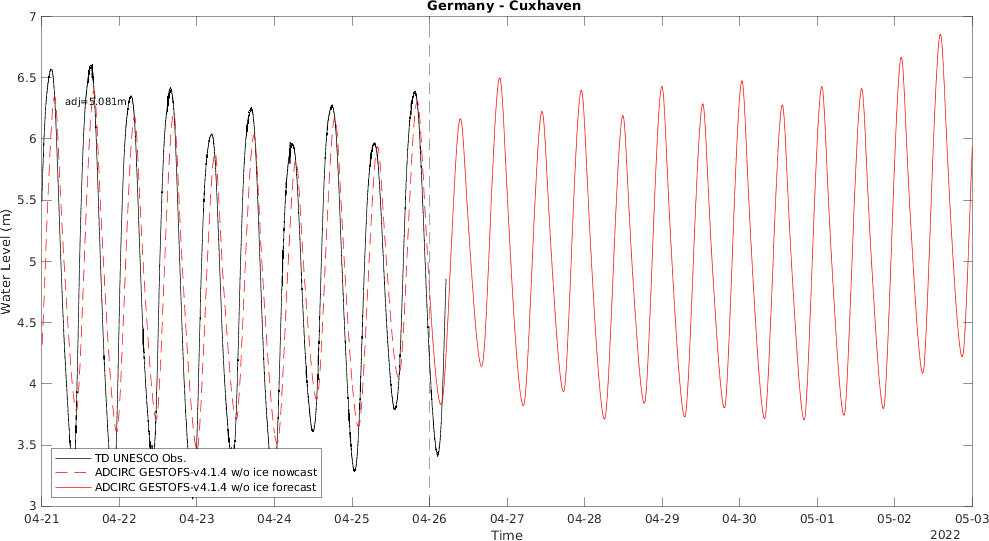 Germany - Cuxhaven
7
6.5
6
5.5
5
4.5
4
3.5
3
Water Level (m)
adj=5.081m
TD UNESCO Obs.
ADCIRC GESTOFS-v4.1.4 w/o ice nowcast
ADCIRC GESTOFS-v4.1.4 w/o ice forecast
04-21 04-22 04-23 04-24 04-25 04-26 04-27 04-28 04-29 04-30 05-01 05-02 05-03
Time
2022